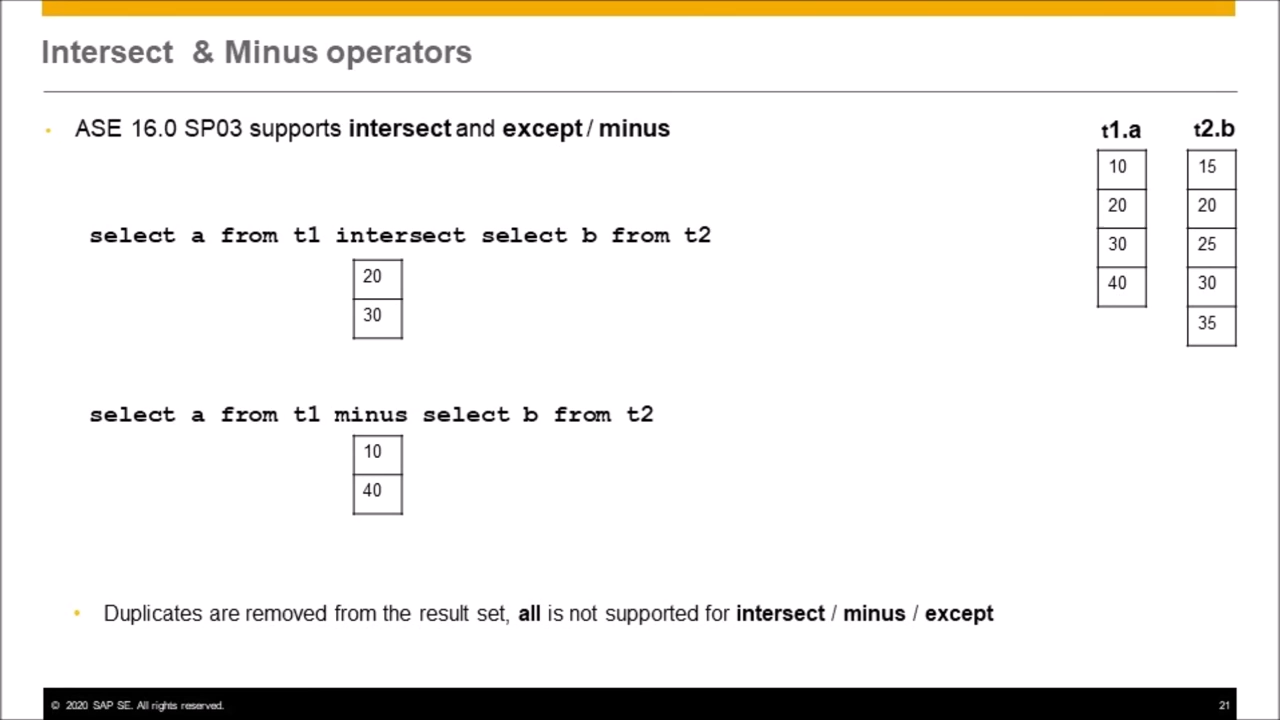 Intersect & Minus operators
• ASE 16.0 SP03 supports intersect and except / minus
t1.a t2.b
10 15
20 20
30 25
40 30
35
select a from t1 intersect select b from t2
20
30
select a from t1 minus select b from t2
10
40
• Duplicates are removed from the result set, all is not supported for intersect / minus / except
© 2020 SAP SE. All rights reserved. 21